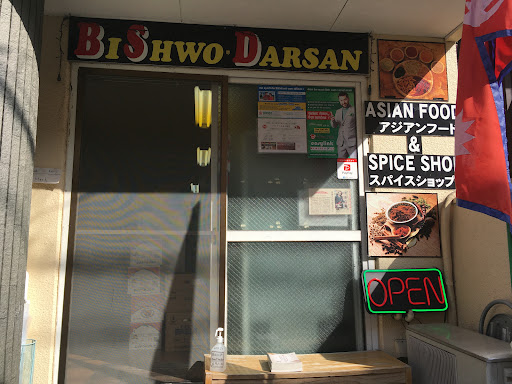 BISHWO·DARSAN
ASIAN FOOD
アジアンフード
&
SPICE SHOP
スパイスショップ
OPEN